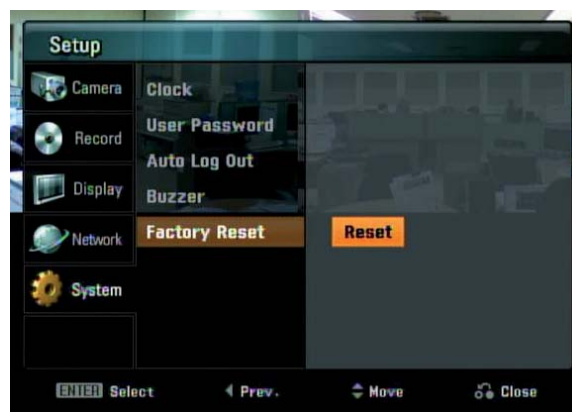 Setup
Camera
Record
Display
Network
System
Clock
User Password
Auto Log Out
Buzzer
Factory Reset
Reset
ENTER Select
Prev.
Move
Close